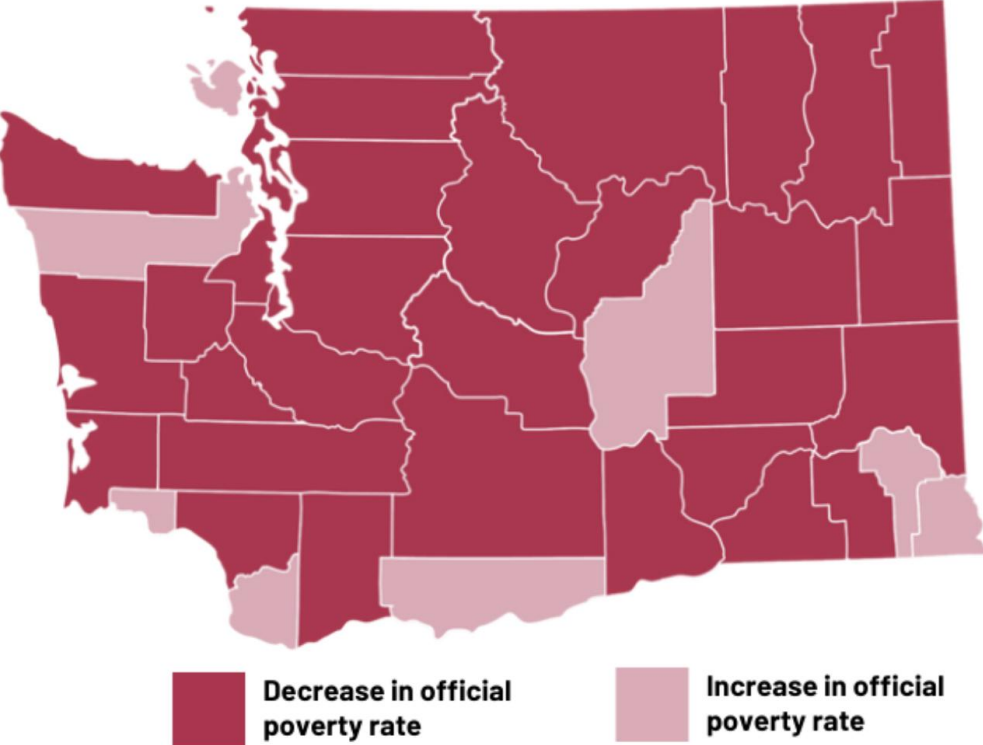 Decrease in official
poverty rate
Increase in official
poverty rate